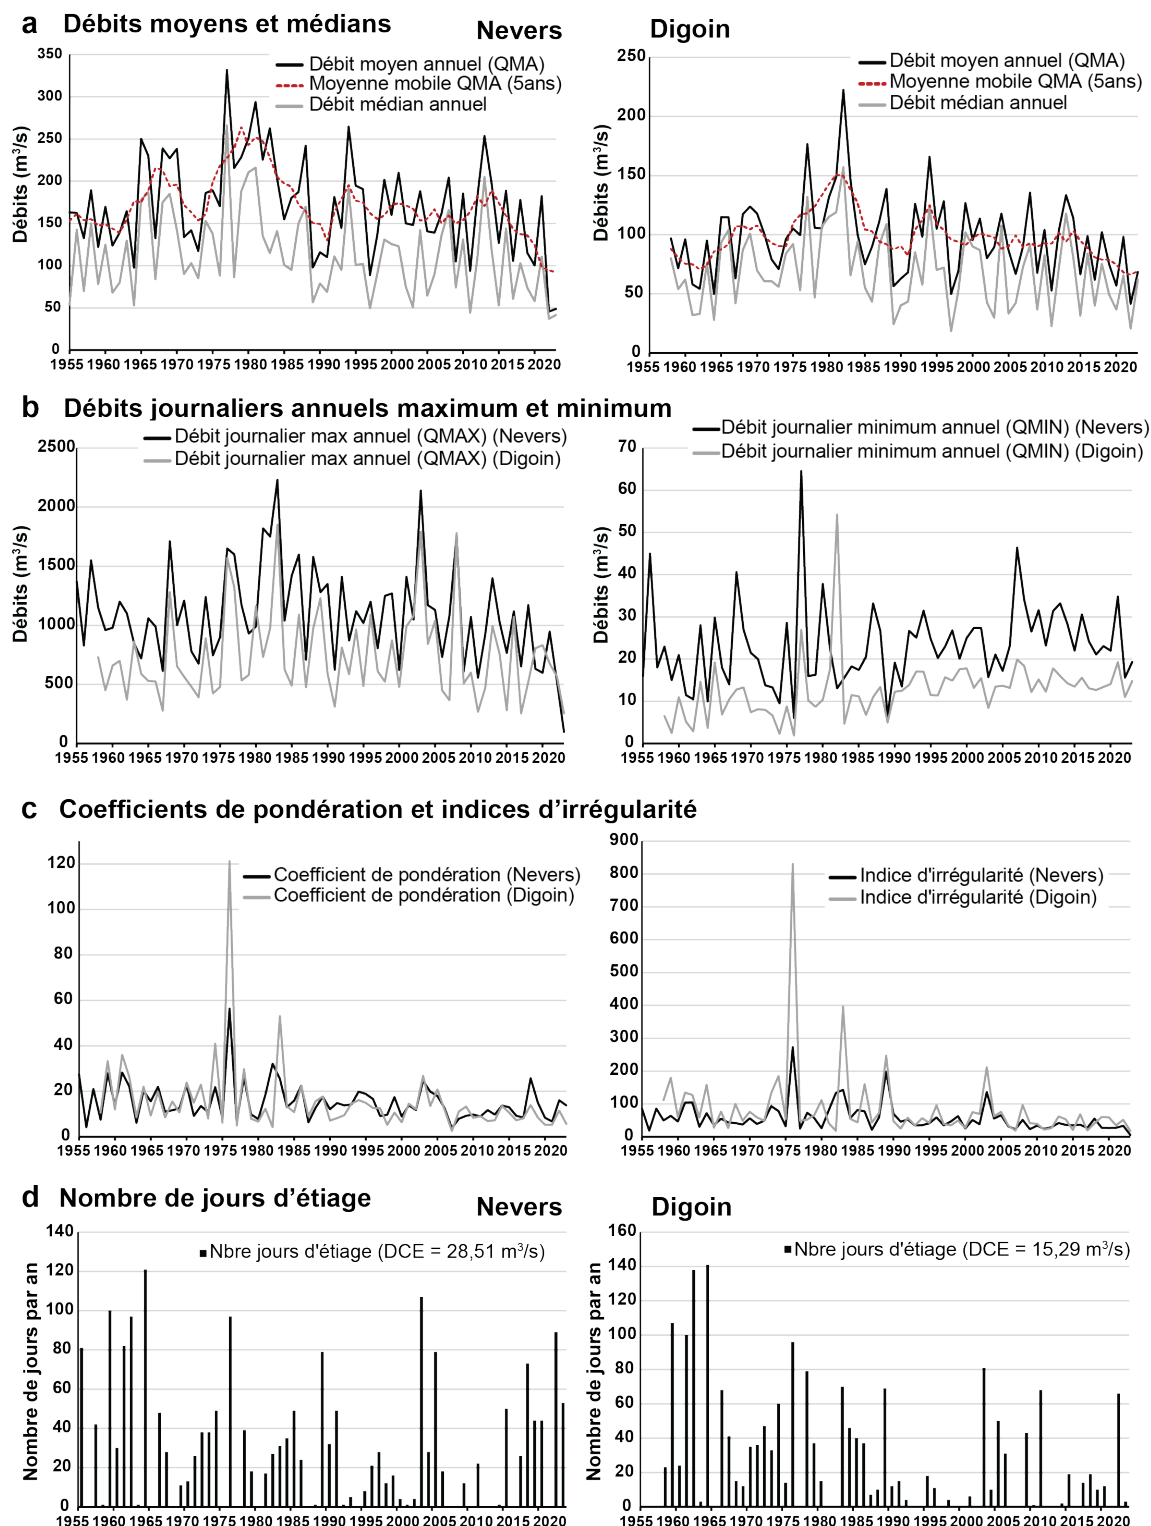 a Débits moyens et médians
Nevers
Digoin
Débit moyen annuel (QMA)
Moyenne mobile QMA (5ans)
Débit médian annuel
Débits (m³/s)
350
300
250
200
150
100
50
0
1955 1960 1965 1970 1975 1980 1985 1990 1995 2000 2005 2010 2015 2020
Débit moyen annuel (QMA)
Moyenne mobile QMA (5ans)
Débit médian annuel
Débits (m³/s)
250
200
150
100
50
0
1955 1960 1965 1970 1975 1980 1985 1990 1995 2000 2005 2010 2015 2020
b Débits journaliers annuels maximum et minimum
Débit journalier max annuel (QMAX) (Nevers)
Débit journalier max annuel (QMAX) (Digoin)
Débits (m³/s)
2500
2000
1500
1000
500
0
1955 1960 1965 1970 1975 1980 1985 1990 1995 2000 2005 2010 2015 2020
Débit journalier minimum annuel (QMIN) (Nevers)
Débit journalier minimum annuel (QMIN) (Digoin)
Débits (m³/s)
70
60
50
40
30
20
10
0
1955 1960 1965 1970 1975 1980 1985 1990 1995 2000 2005 2010 2015 2020
c Coefficients de pondération et indices d’irrégularité
Coefficient de pondération (Nevers)
Coefficient de pondération (Digoin)
120
100
80
60
40
20
0
1955 1960 1965 1970 1975 1980 1985 1990 1995 2000 2005 2010 2015 2020
Indice d'irrégularité (Nevers)
Indice d'irrégularité (Digoin)
900
800
700
600
500
400
300
200
100
0
1955 1960 1965 1970 1975 1980 1985 1990 1995 2000 2005 2010 2015 2020
d Nombre de jours d’étiage
Nevers
Digoin
Nbre jours d'étiage (DCE = 28,51 m³/s)
Nombre de jours par an
140
120
100
80
60
40
20
0
1955 1960 1965 1970 1975 1980 1985 1990 1995 2000 2005 2010 2015 2020
Nbre jours d'étiage (DCE = 15,29 m³/s)
Nombre de jours par an
160
140
120
100
80
60
40
20
0
1955 1960 1965 1970 1975 1980 1985 1990 1995 2000 2005 2010 2015 2020